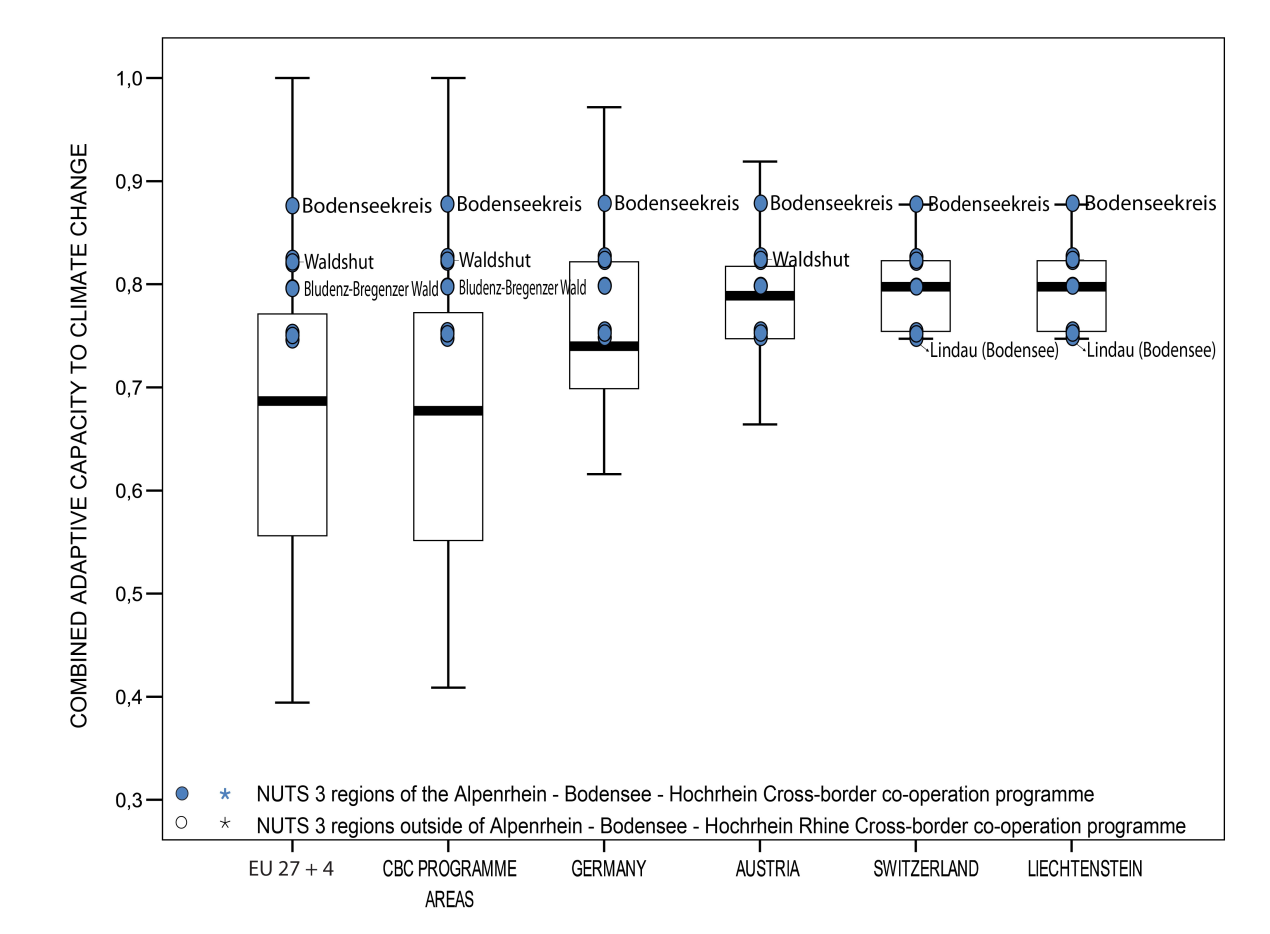 COMBINED ADAPTIVE CAPACITY TO CLIMATE CHANGE
1,0
0,9
0,8
0,7
0,6
0,5
0,4
0,3
Bodenseekreis Bodenseekreis Bodenseekreis Bodenseekreis Bodenseekreis Bodenseekreis
Waldshut Waldshut Waldshut
Bludenz-Bregenzer Wald Bludenz-Bregenzer Wald
Lindau (Bodensee) Lindau (Bodensee)
* NUTS 3 regions of the Alpenrhein - Bodensee - Hochrhein Cross-border co-operation programme
* NUTS 3 regions outside of Alpenrhein - Bodensee - Hochrhein Rhine Cross-border co-operation programme
EU 27 + 4 CBC PROGRAMME GERMANY AUSTRIA SWITZERLAND LIECHTENSTEIN
AREAS